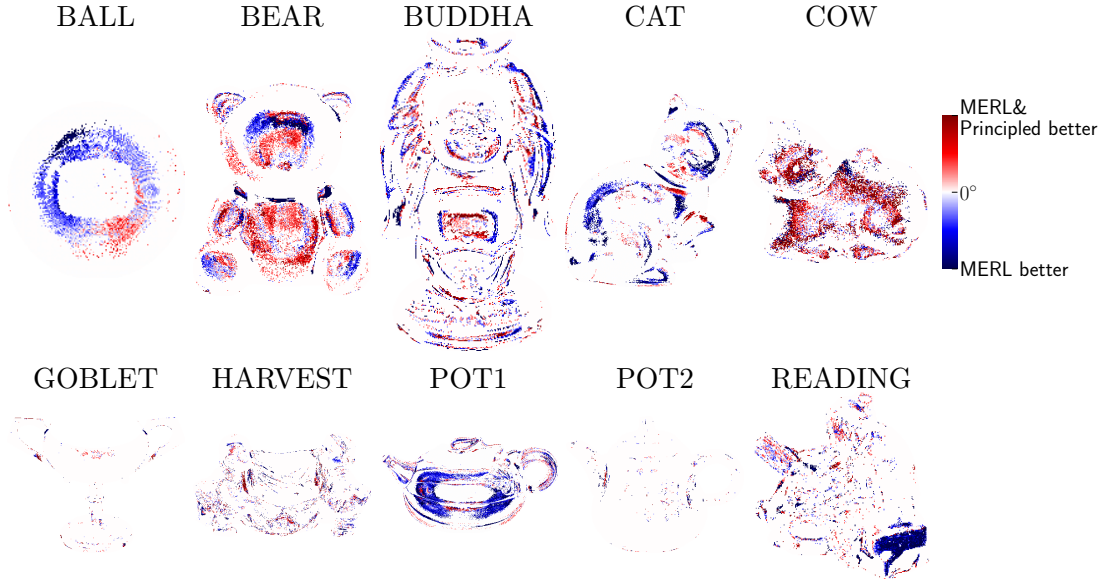 BALL
BEAR
BUDDHA
CAT
COW
MERL&
Principled better
0°
MERL better
GOBLET
HARVEST
POT1
POT2
READING